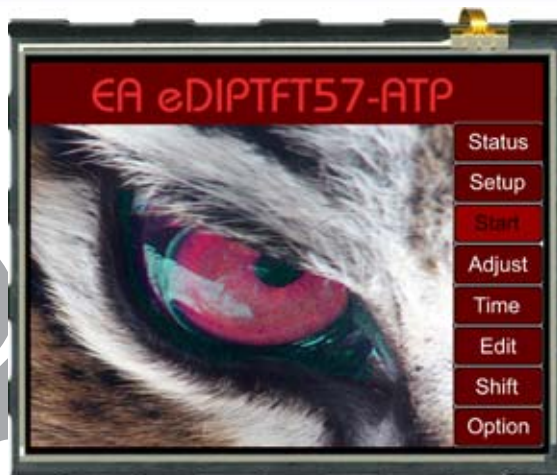 EA eDIPTFT57-ATP
Status
Setup
Start
Adjust
Time
Edit
Shift
Option